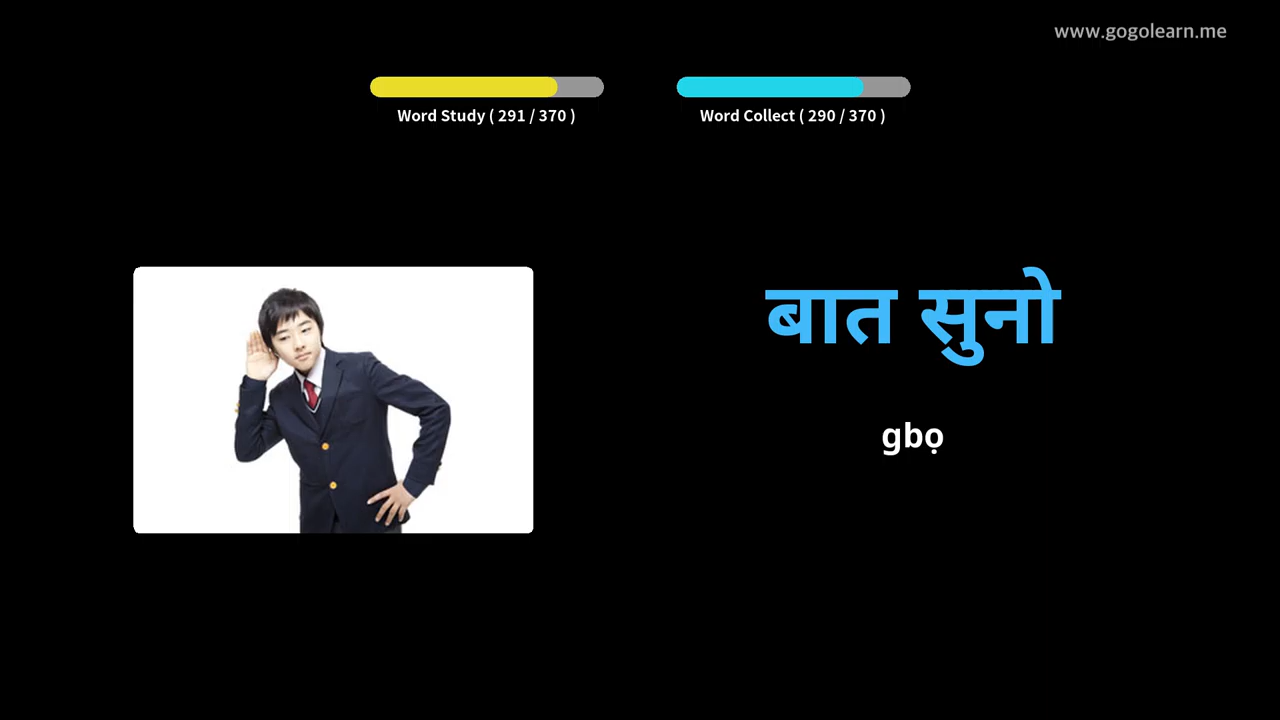 www.gogolearn.me
Word Study ( 291 / 370 )
Word Collect ( 290 / 370 )
बात सुनो
gbọ